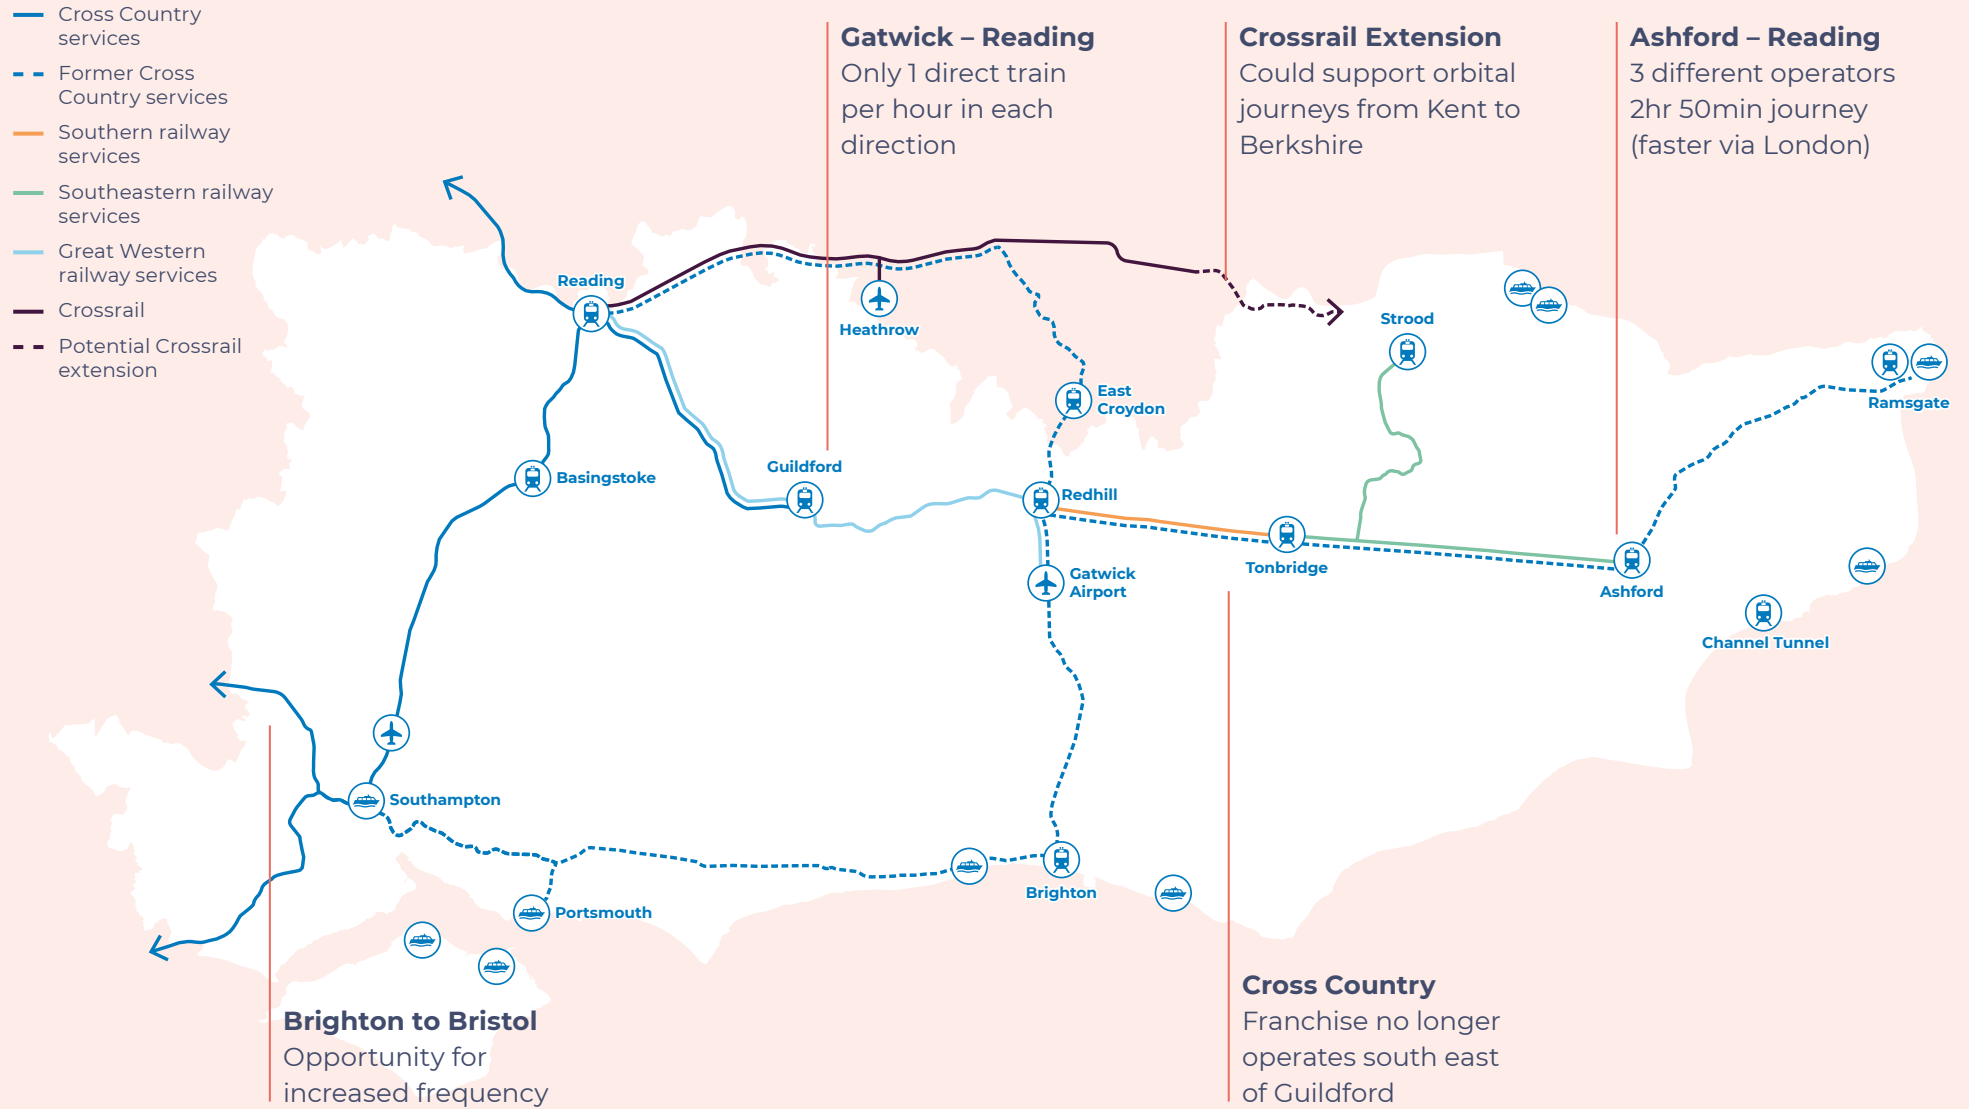 Cross Country
services
Former Cross
Country services
Southern railway
services
Southeastern railway
services
Great Western
railway services
Crossrail
Potential Crossrail
extension
Gatwick – Reading
Only 1 direct train
per hour in each
direction
Crossrail Extension
Could support orbital
journeys from Kent to
Berkshire
Ashford – Reading
3 different operators
2hr 50min journey
(faster via London)
Reading
Heathrow
Strood
East
Croydon
Ramsgate
Guildford
Basingstoke
Redhill
Tonbridge
Gatwick
Airport
Ashford
Channel Tunnel
Southampton
Brighton
Portsmouth
Brighton to Bristol
Opportunity for
increased frequency
Cross Country
Franchise no longer
operates south east
of Guildford